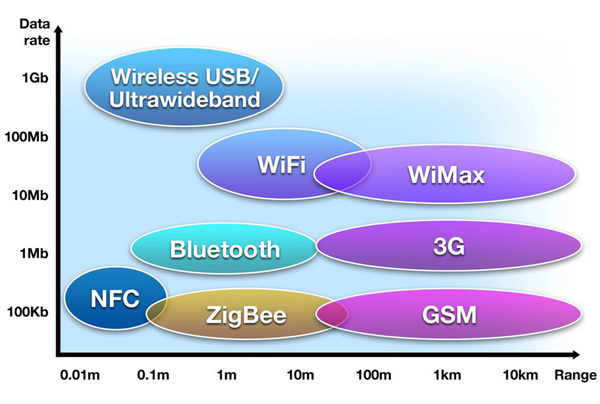 Data
rate
1Gb
Wireless USB/
Ultrawideband
100Mb
WiFi
WiMax
10Mb
1Mb
Bluetooth
3G
NFC
100Kb
ZigBee
GSM
0.01m 0.1m 1m 10m 100m 1km 10km Range